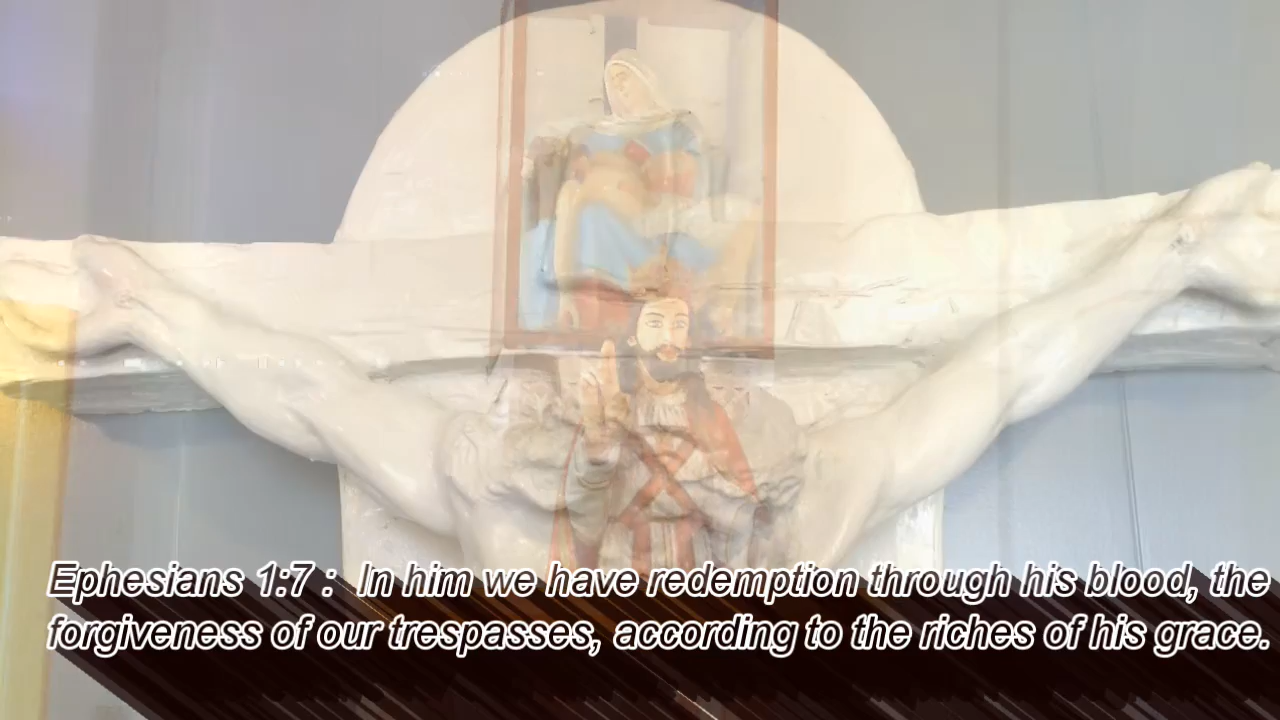 Ephesians 1:7 : In him we have redemption through his blood, the
forgiveness of our trespasses, according to the riches of his grace.